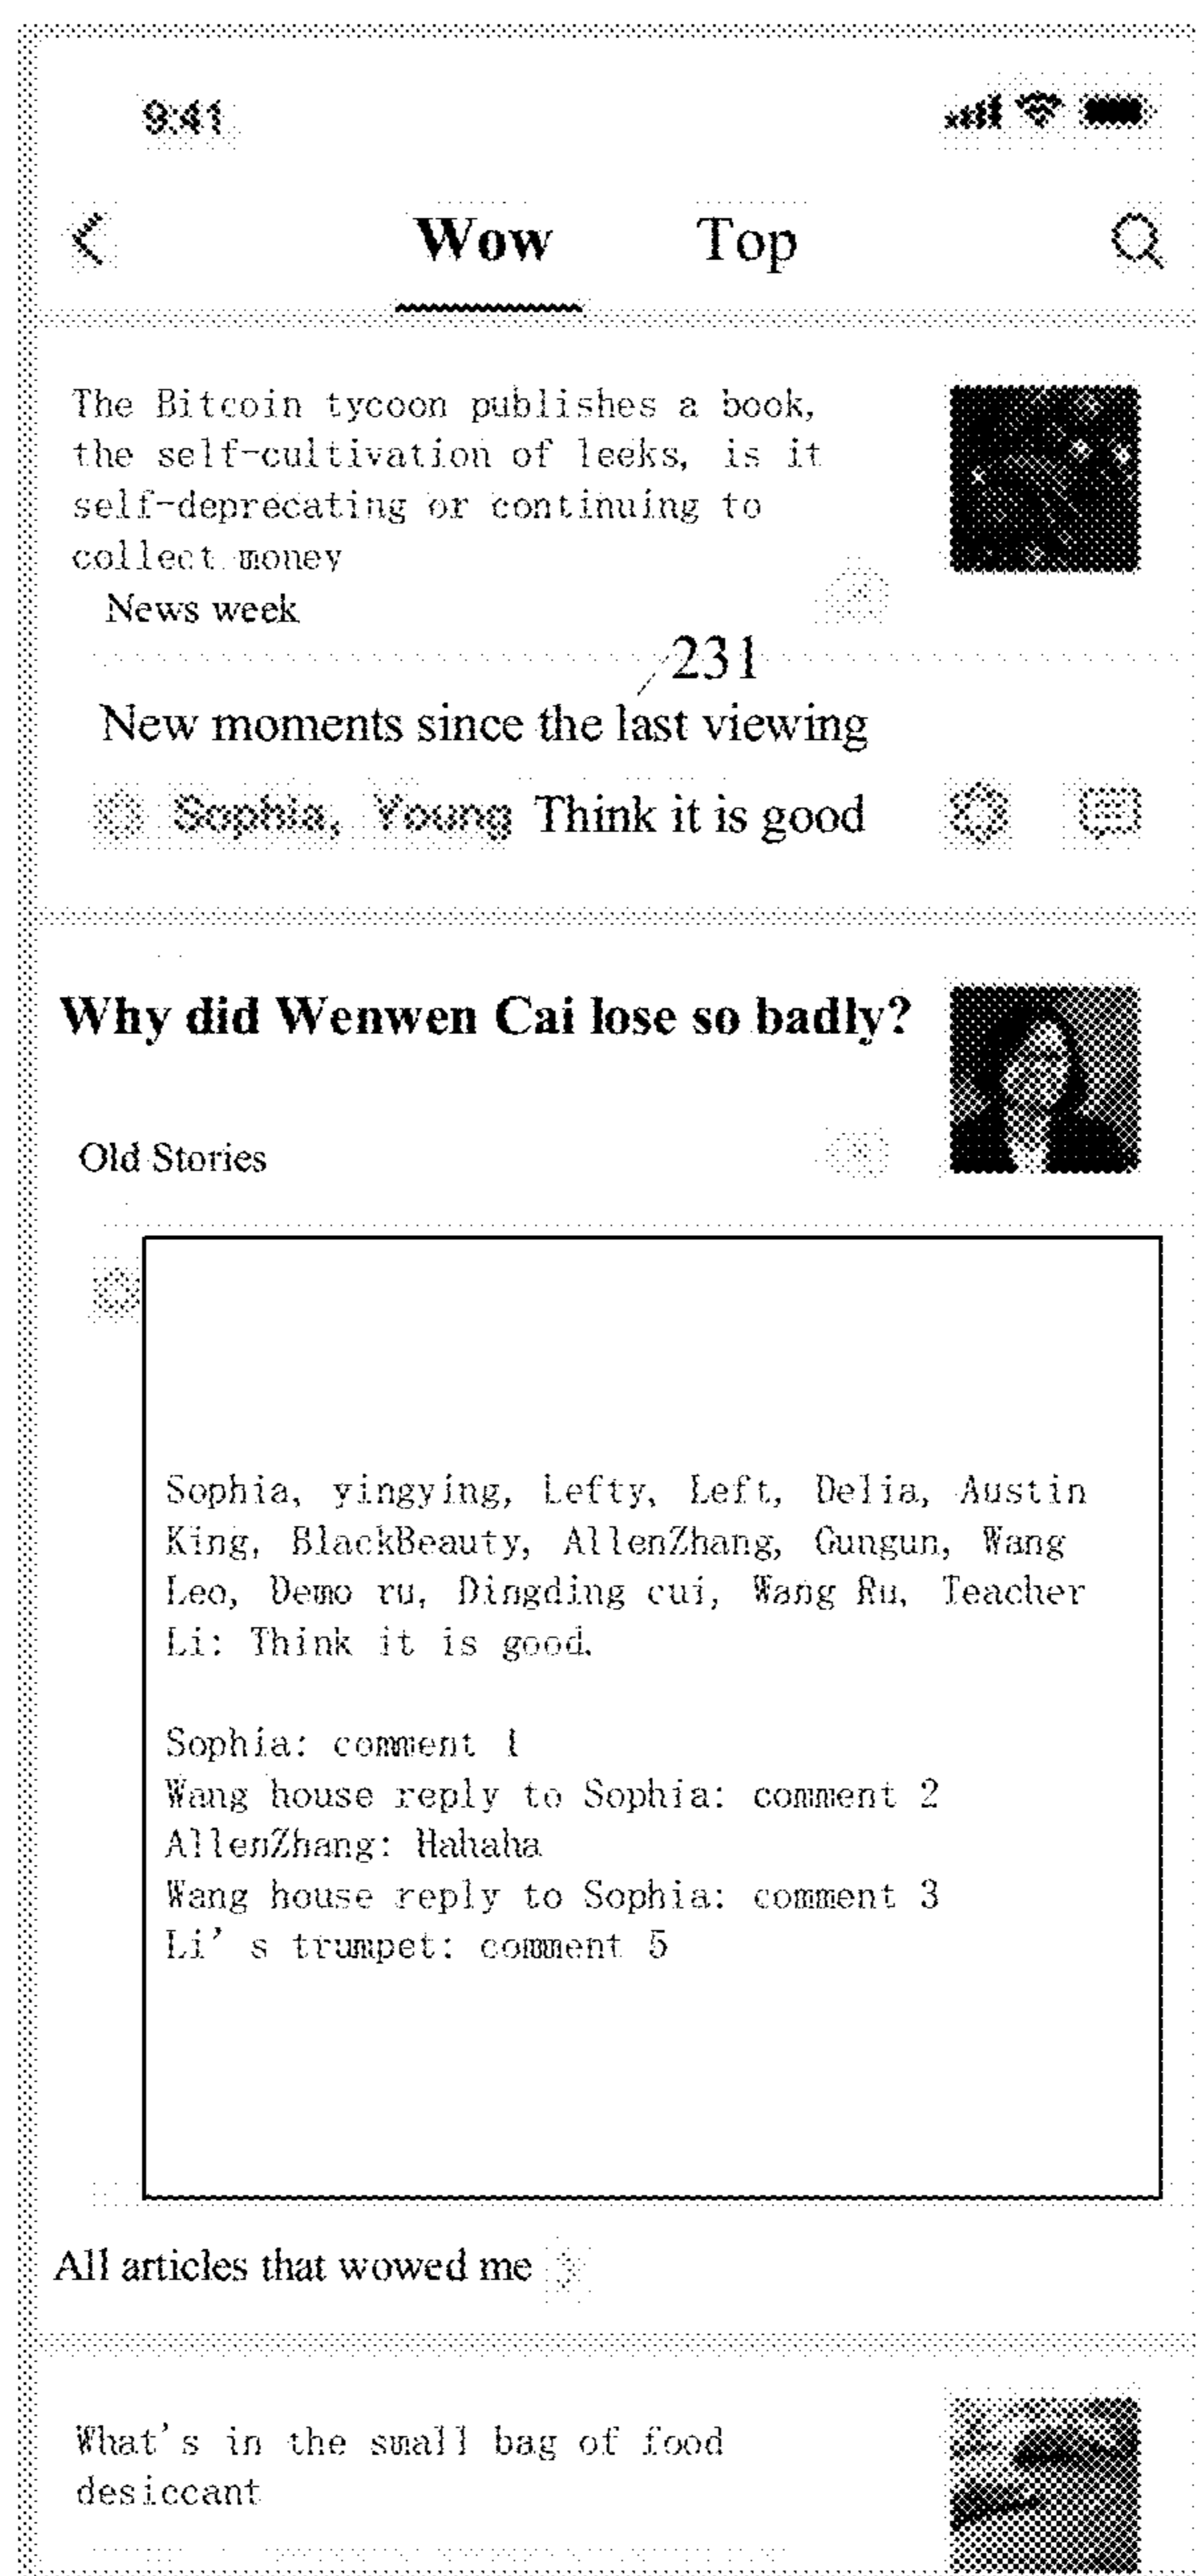 9:41
Wow Top
The Bitcoin tycoon publishes a book,
the self-cultivation of leeks, is it
self-deprecating or continuing to
collect money
News week
231
New moments since the last viewing
Sophia, Young Think it is good
Why did Wenwen Cai lose so badly?
Old Stories
Sophia, yingying, Lefty, Left, Delia, Austin
King, BlackBeauty, AllenZhang, Gungun, Wang
Leo, Demo ru, Dingding cui, Wang Ru, Teacher
Li: Think it is good.
Sophia: comment 1
Wang house reply to Sophia: comment 2
AllenZhang: Hahaha
Wang house reply to Sophia: comment 3
Li's trumpet: comment 5
All articles that wowed me
What's in the small bag of food
desiccant